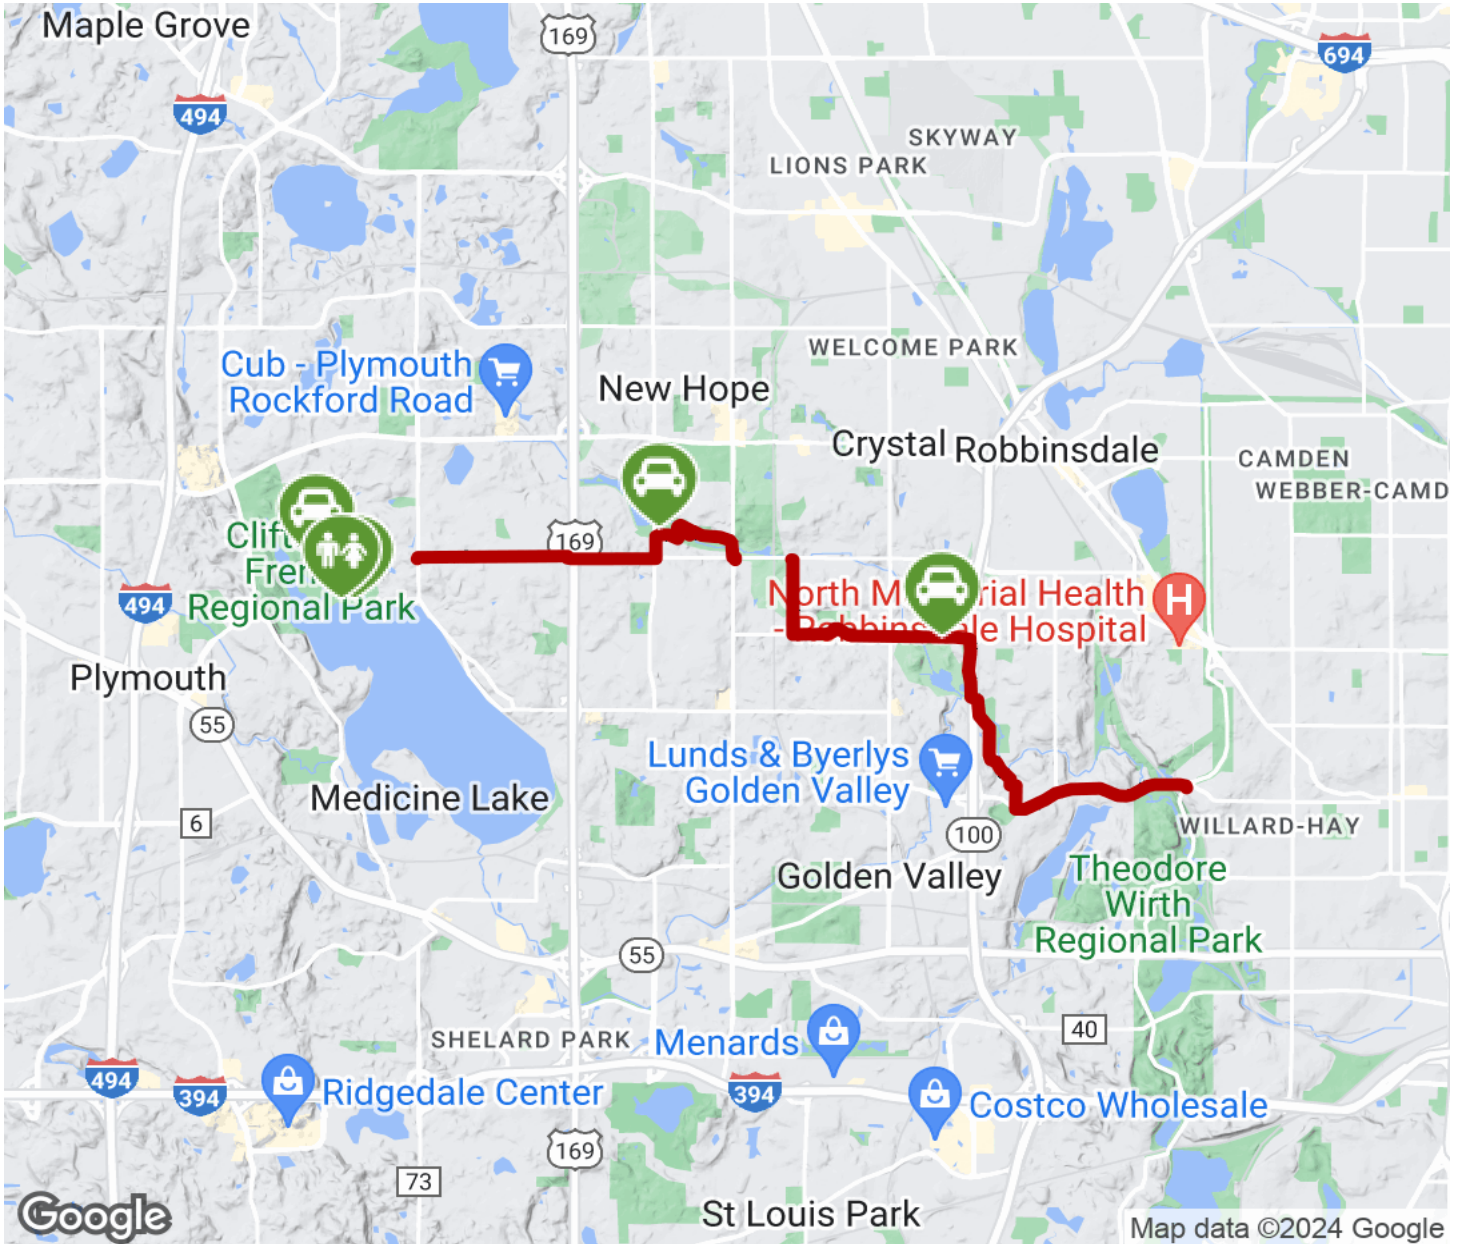 Maple Grove
169
694
494
SKYWAY
LIONS PARK
WELCOME PARK
Cub - Plymouth
Rockford Road
New Hope
Crystal
Robbinsdale
CAMDEN
WEBBER-CAMD
169
Regional Park
494
North
Health
Hospital
H
Plymouth
55
Lunds & Byerlys
Golden Valley
Medicine Lake
6
100
WILLARD-HAY
Golden Valley
Theodore
Wirth
Regional Park
55
40
SHELARD PARK
Menards
494
394
Ridgedale Center
394
Costco Wholesale
169
73
St Louis Park
Google
Map data ©2024 Google